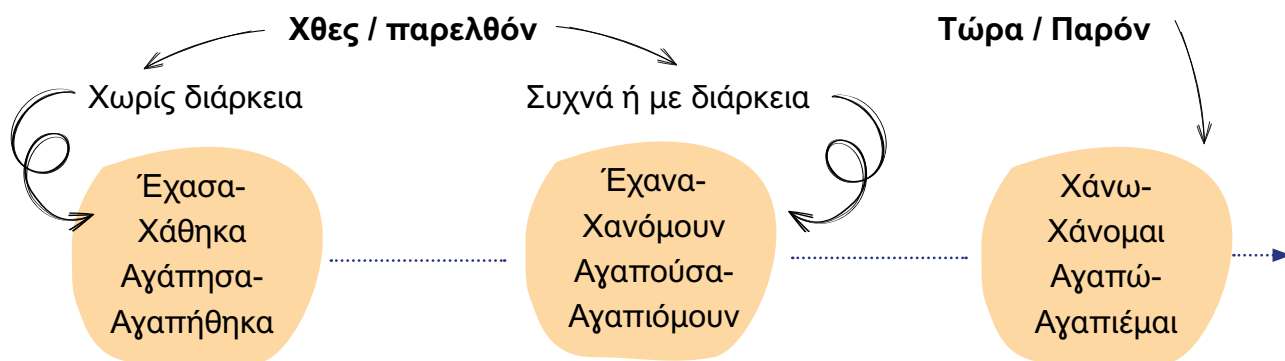 Χθες / παρελθόν
Τώρα / Παρόν
Χωρίς διάρκεια
Συχνά ή με διάρκεια
Έχασα-
Χάθηκα
Αγάπησα-
Αγαπήθηκα
Έχανα-
Χανόμουν
Αγαπούσα-
Αγαπιόμουν
Χάνω-
Χάνομαι
Αγαπώ-
Αγαπιέμαι